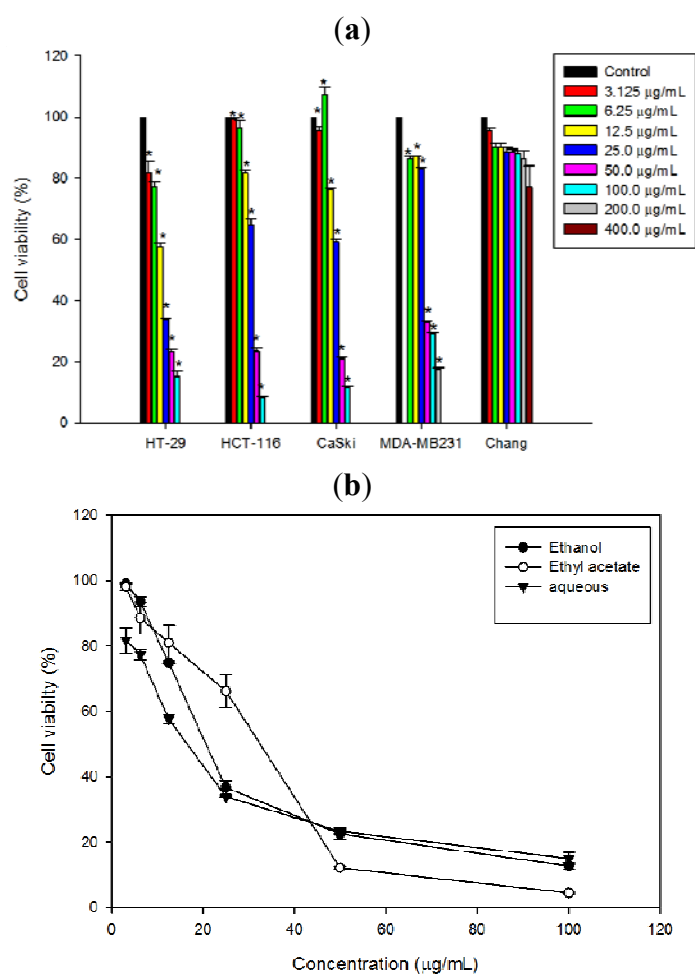 (a)
120
100
80
60
40
20
0
Cell viability (%)
* * * * * *
* * * * * *
* * * * * *
* * * * * *
HT-29 HCT-116 CaSki MDA-MB231 Chang
Control
3.125 µg/mL
6.25 µg/mL
12.5 µg/mL
25.0 µg/mL
50.0 µg/mL
100.0 µg/mL
200.0 µg/mL
400.0 µg/mL
(b)
120
100
80
60
40
20
0
Cell viabilty (%)
Ethanol
Ethyl acetate
aqueous
0 20 40 60 80 100 120
Concentration (µg/mL)